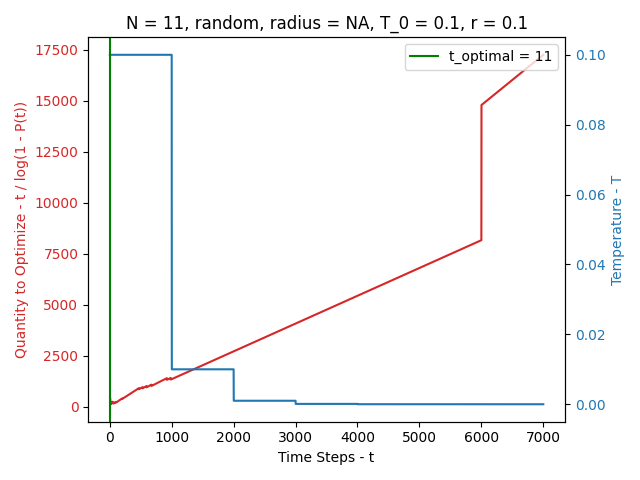 N = 11, random, radius = NA, T_0 = 0.1, r = 0.1
t_optimal = 11
Quantity to Optimize - t / log(1 - P(t))
17500
15000
12500
10000
7500
5000
2500
0
0.10
0.08
0.06
0.04
0.02
0.00
Temperature - T
0 1000 2000 3000 4000 5000 6000 7000
Time Steps - t